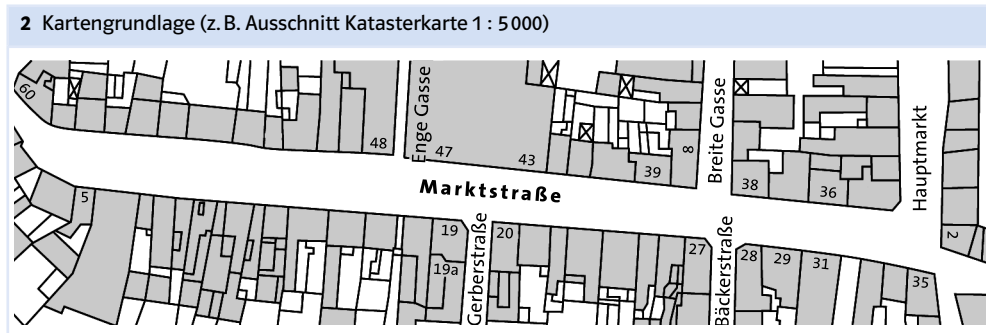 2 Kartengrundlage (z. B. Ausschnitt Katasterkarte 1 : 5000)
60
48
Enge Gasse
47
43
39
8
Breite Gasse
38
36
Hauptmarkt
2
Marktstraße
5
19
19a
Gerberstraße
20
27
Bäckerstraße
28
29
31
35